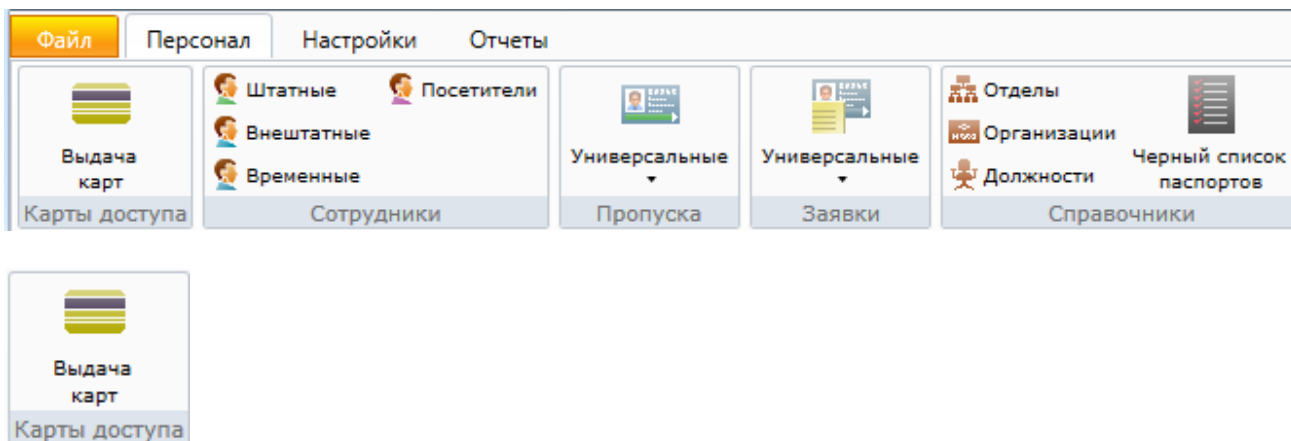 Файл Персонал Настройки Отчеты
Штатные Посетители Отделы
Внештатные Организации
Выдача Универсальные Универсальные Черный список
карт Временные Должности паспортов
Карты доступа Сотрудники Пропуска Заявки Справочники
Выдача
карт
Карты доступа